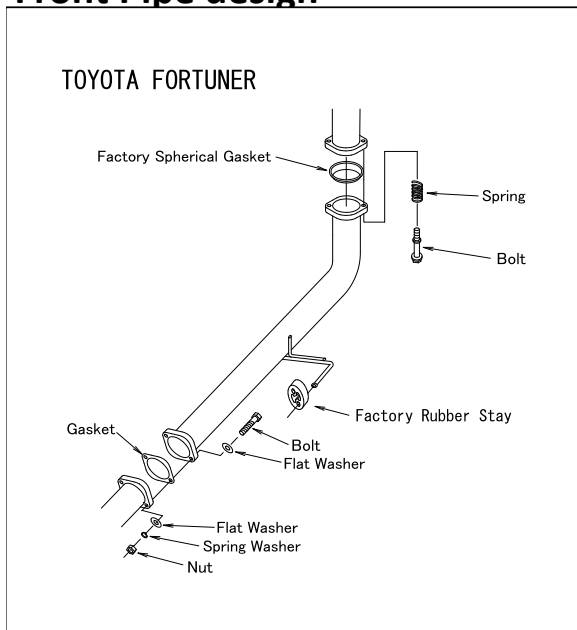 Front Pipe design
TOYOTA FORTUNER
Factory Spherical Gasket
Spring
Bolt
Factory Rubber Stay
Gasket
Bolt
Flat Washer
Flat Washer
Spring Washer
Nut